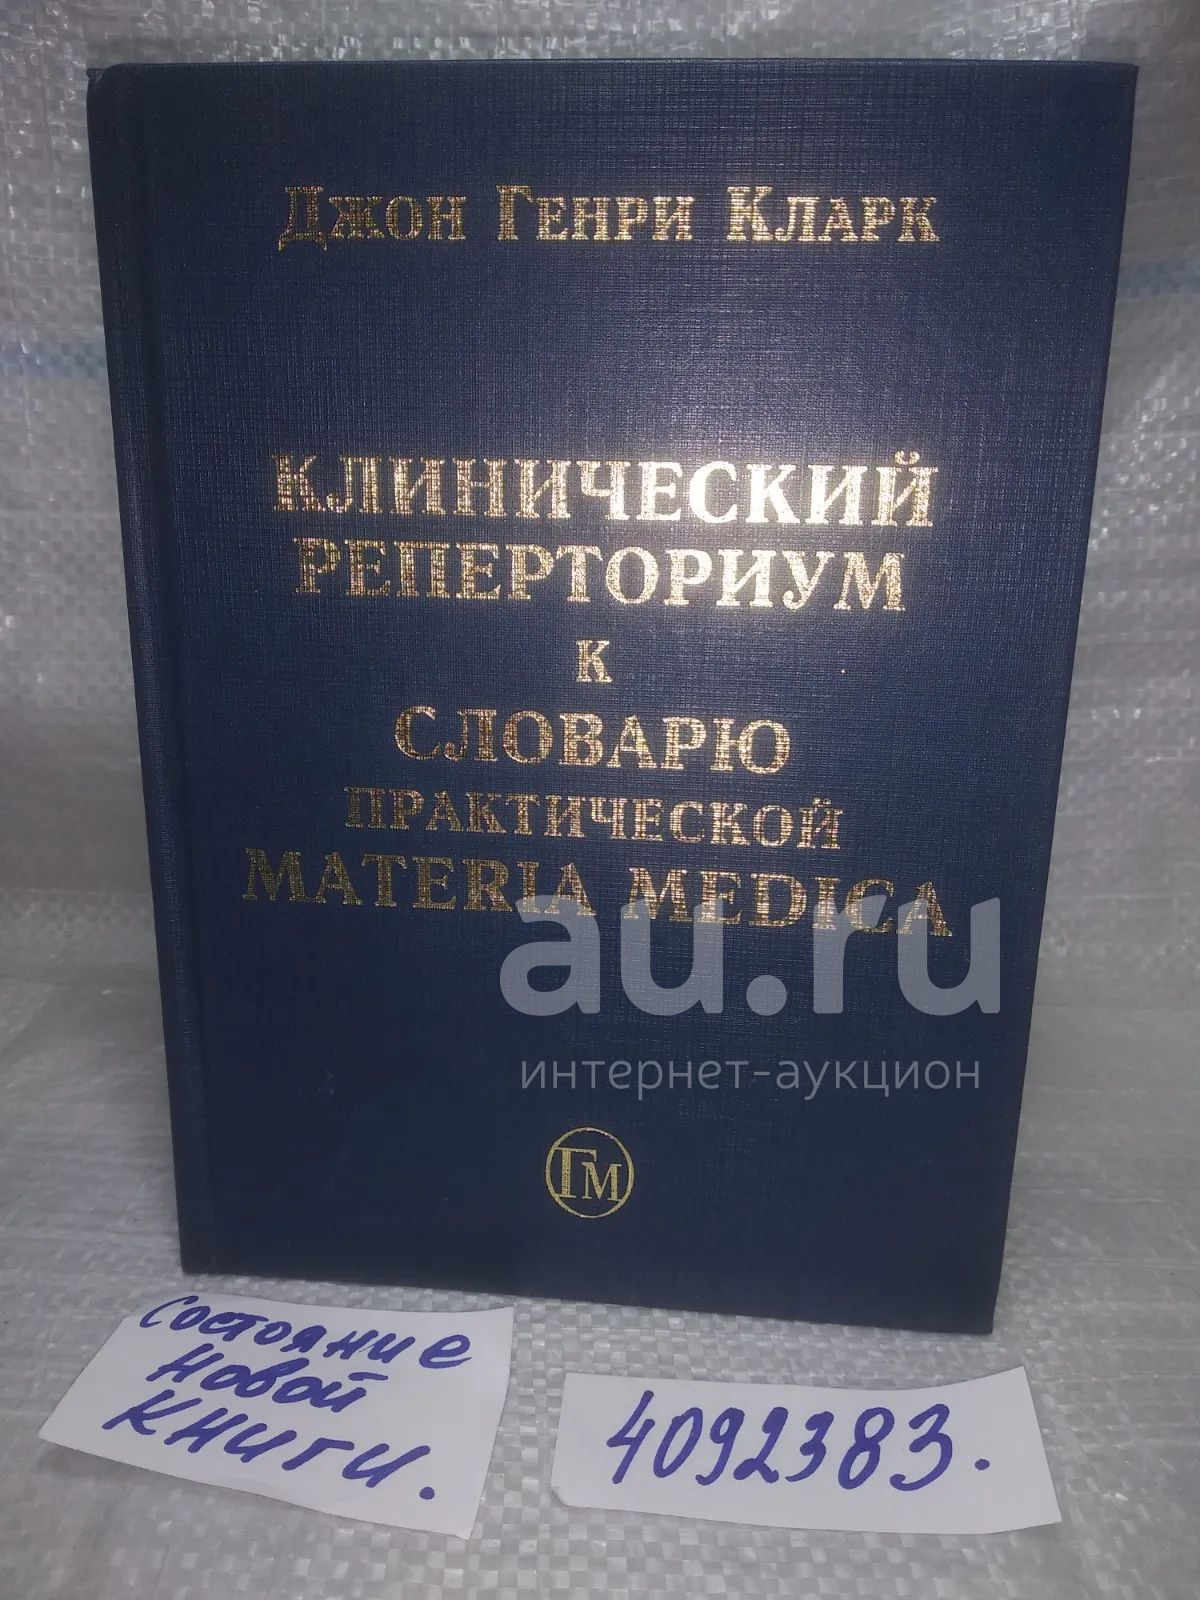 Джон Генри Кларк
Клинический
реперториум
к
словарю
практической
Materia Medica
au.ru
интернет-аукцион
Гм
Состояние
новой
книги.
4092383.